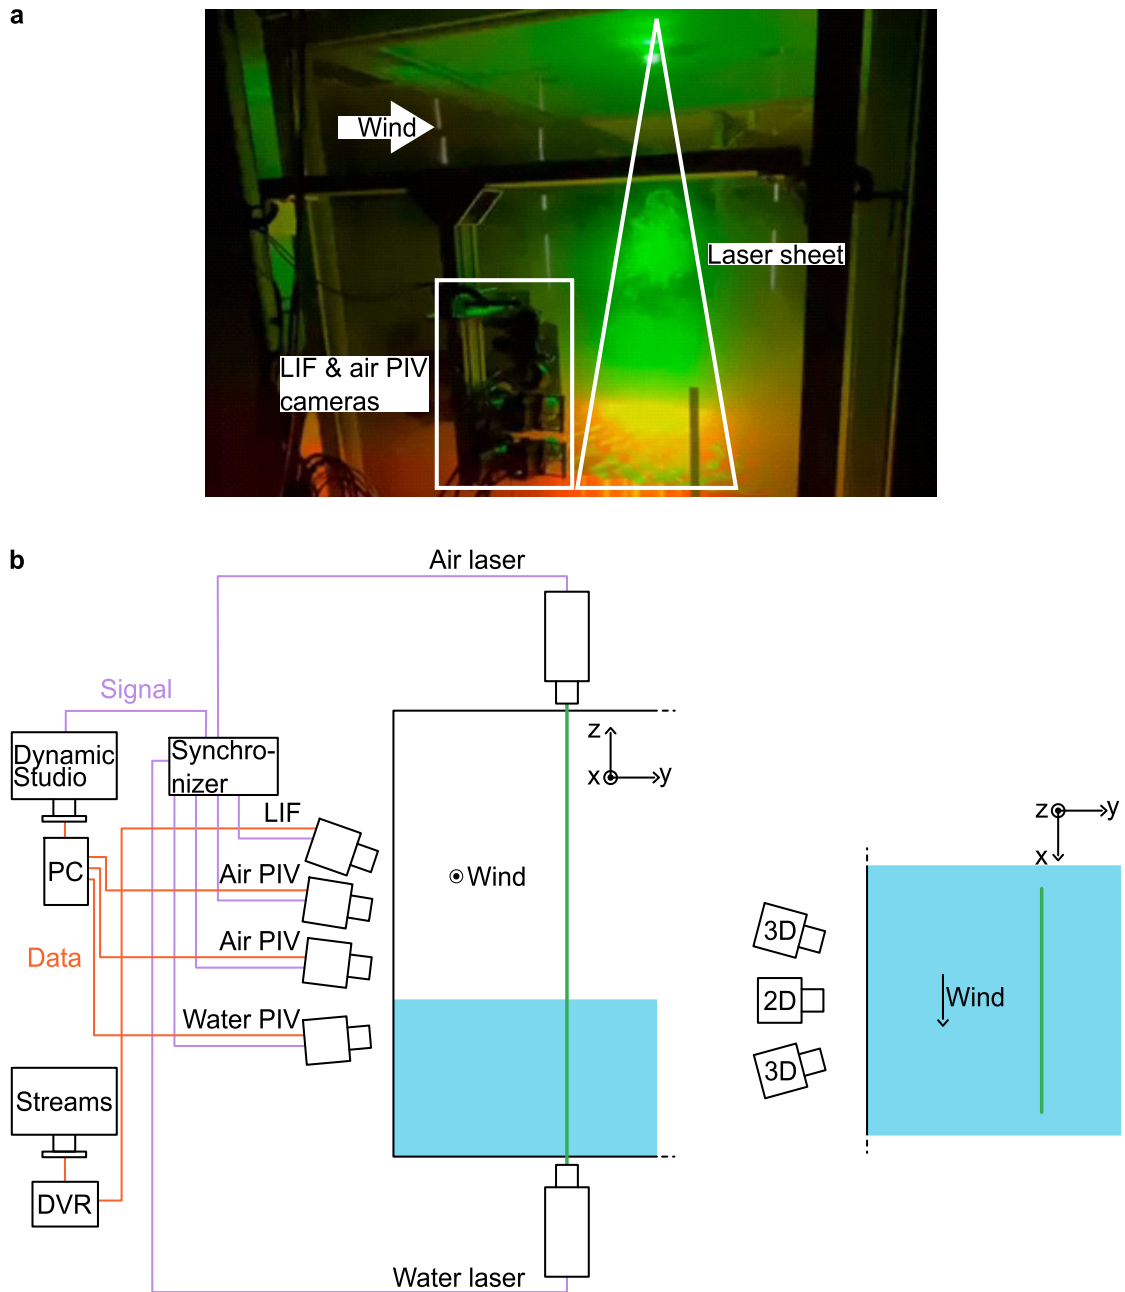 a
Wind
Laser sheet
LIF & air PIV
cameras
b
Air laser
Signal
Dynamic
Studio
Synchro-
nizer
z
x
y
LIF
PC
Air PIV
Wind
z
y
x
Air PIV
3D
Data
Water PIV
2D
Wind
3D
Streams
DVR
Water laser